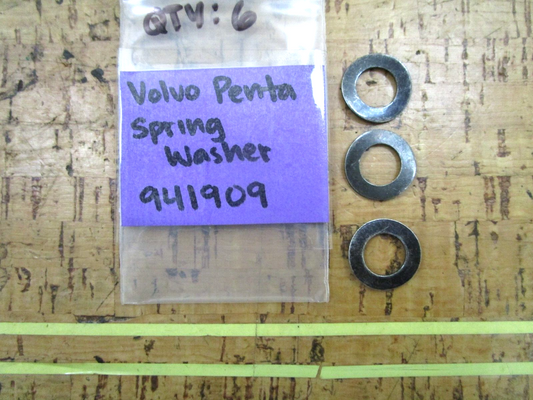 QTY: 6
Volvo Penta
Spring
Washer
941909